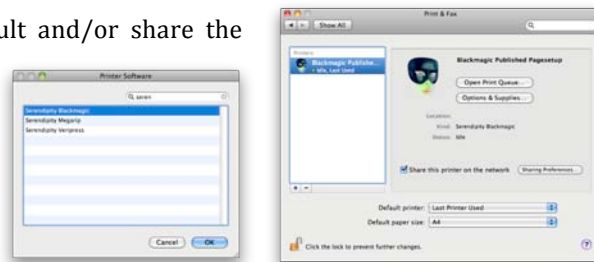 ult and/or share the
Printer Software
seren
Serendipity Blackmagic
Serendipity Megarip
Serendipity Veripress
Cancel
OK
Print & Fax
Show All
Printers
Blackmagic Publishe...
Idle, Last Used
Blackmagic Published Pagesetup
Open Print Queue...
Options & Supplies...
Location:
Kind: Serendipity Blackmagic
Status: Idle
Share this printer on the network
Sharing Preferences...
Default printer: Last Printer Used
Default paper size: A4
Click the lock to prevent further changes.